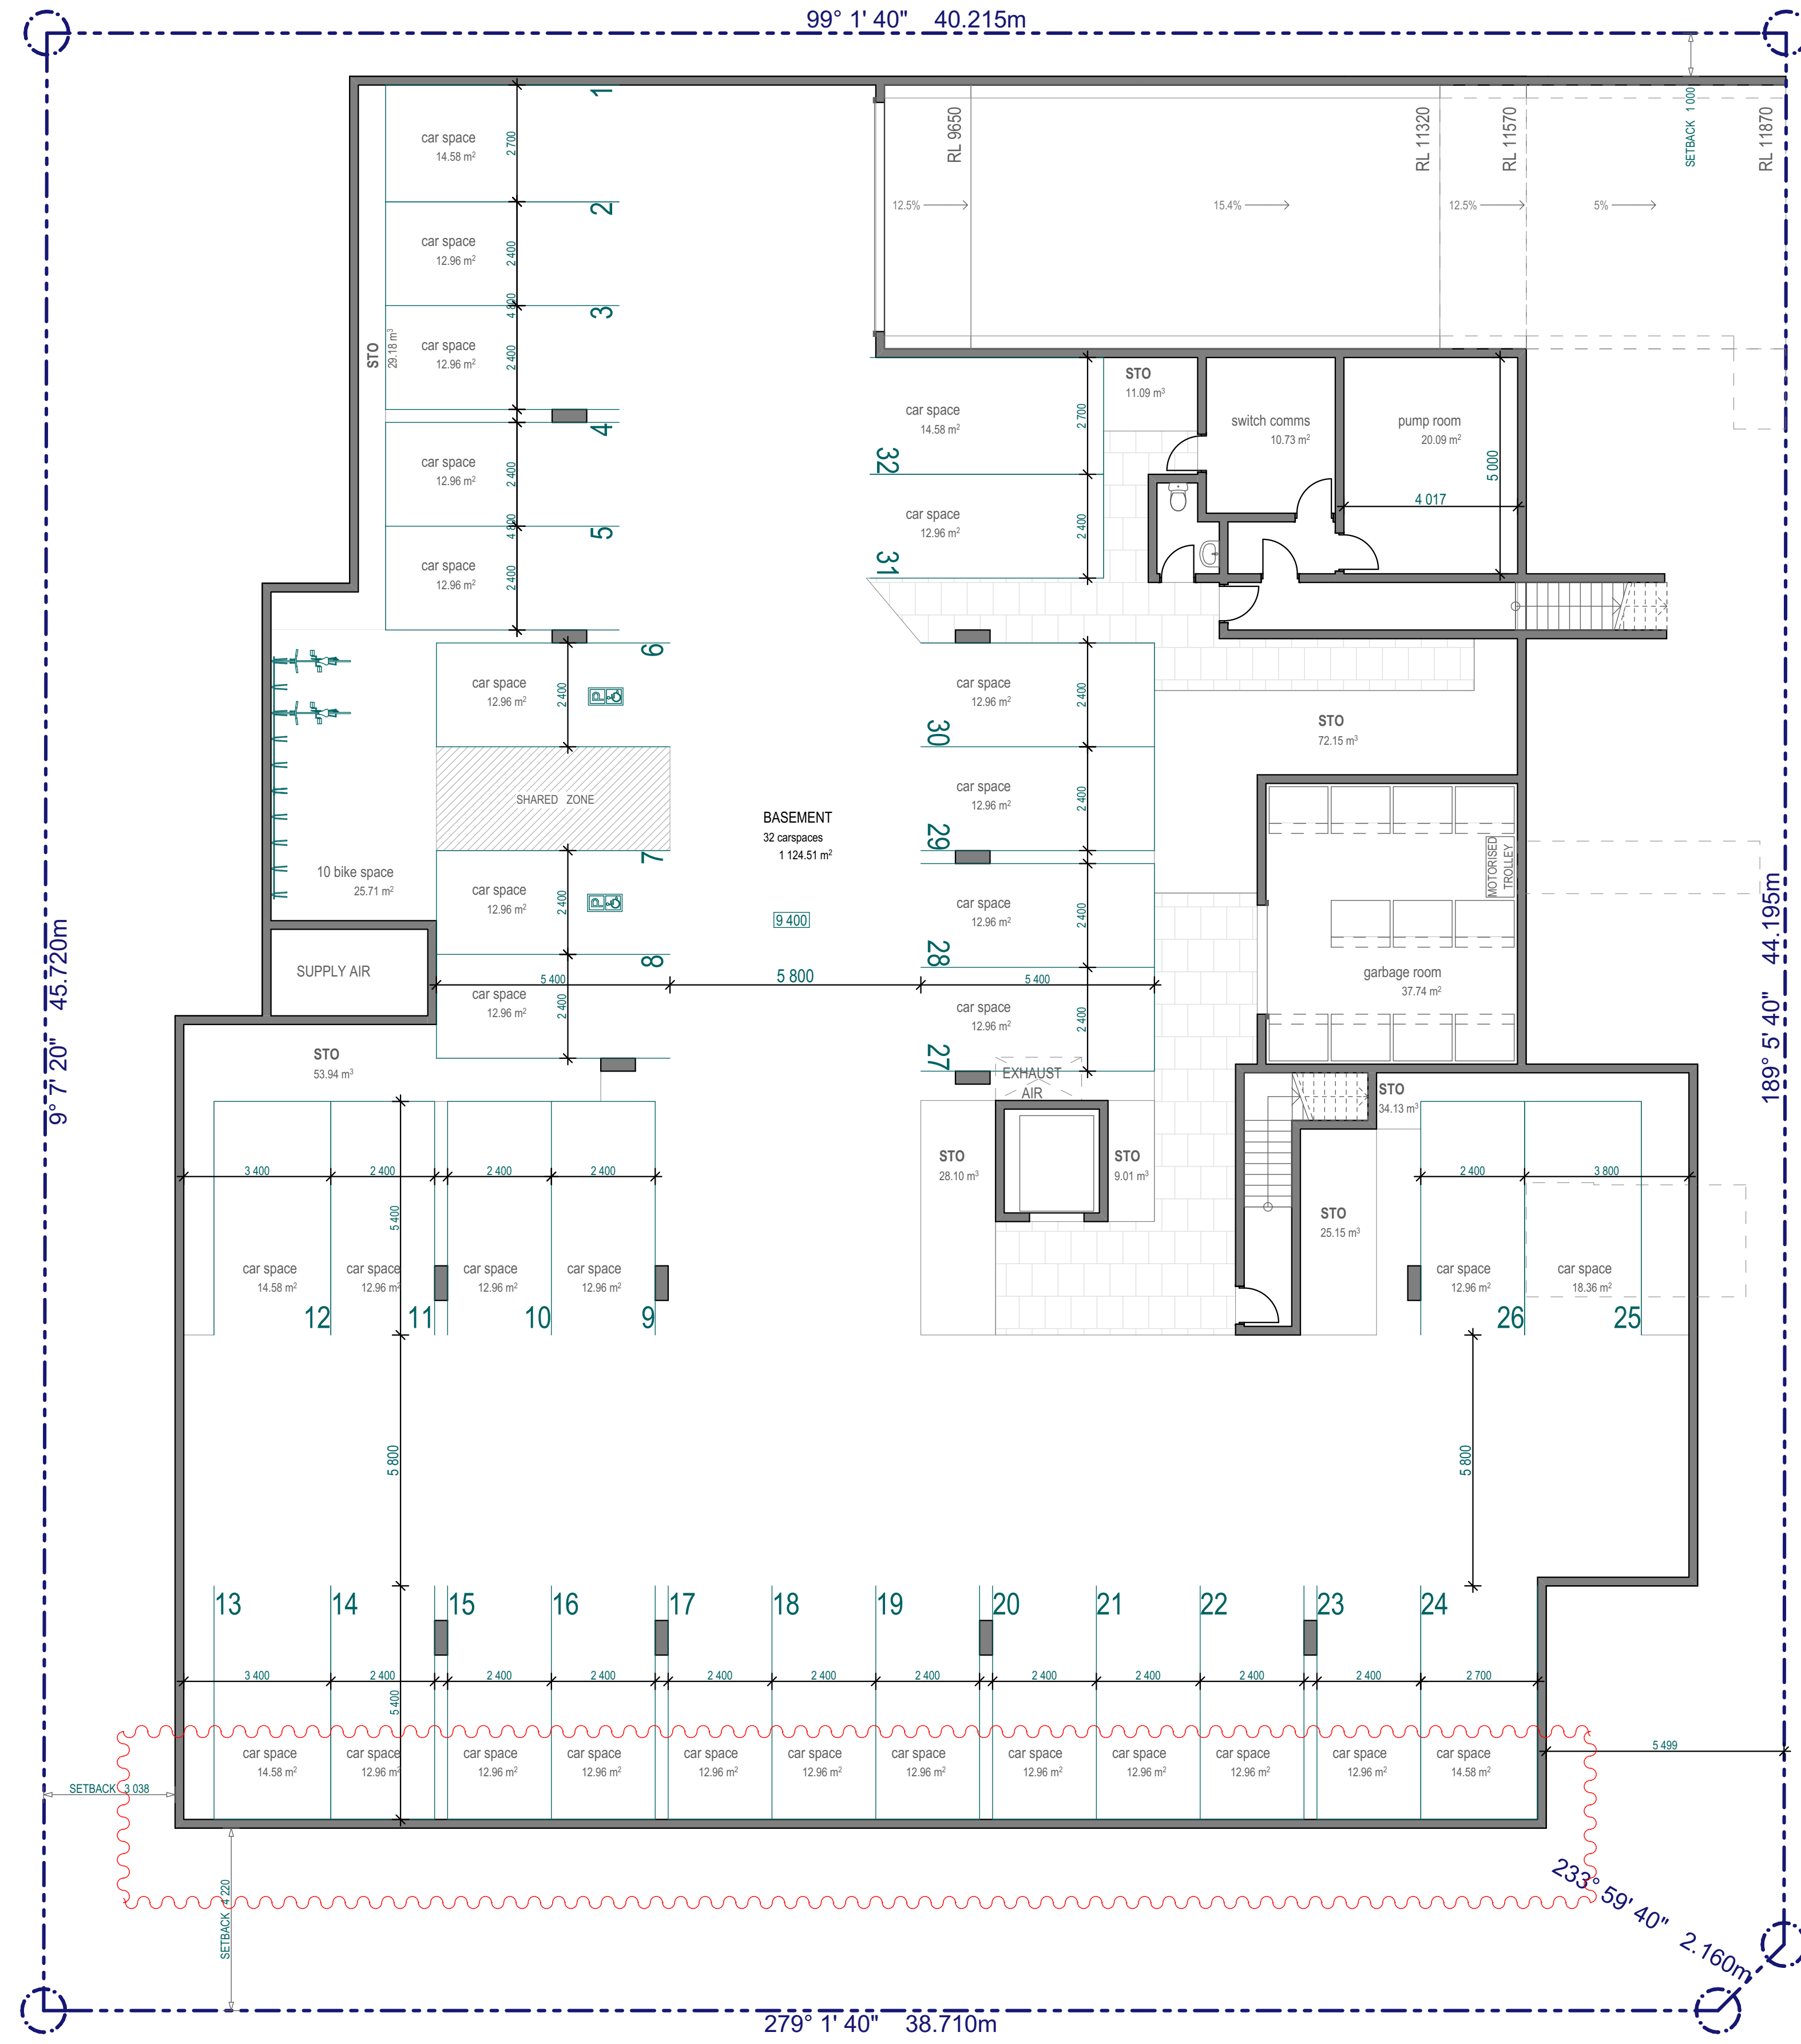 99° 1' 40" 40.215m
SETBACK 1 000
RL 9650
RL 11320
RL 11570
RL 11870
12.5%
15.4%
12.5%
5%
1
car space
14.58 m²
2 700
2
car space
12.96 m²
2 400
3
4 800
car space
12.96 m²
2 400
STO
29.18 m³
4
car space
12.96 m²
2 400
5
4 800
car space
12.96 m²
2 400
car space
14.58 m²
2 700
32
car space
12.96 m²
2 400
31
STO
11.09 m³
switch comms
10.73 m²
pump room
20.09 m²
5 000
4 017
6
car space
12.96 m²
2 400
P
SHARED ZONE
7
car space
12.96 m²
2 400
P
8
car space
12.96 m²
2 400
5 400
5 800
5 400
10 bike space
25.71 m²
SUPPLY AIR
BASEMENT
32 carspaces
1 124.51 m²
9 400
car space
12.96 m²
2 400
30
car space
12.96 m²
2 400
29
car space
12.96 m²
2 400
28
car space
12.96 m²
2 400
27
STO
72.15 m³
MOTORISED
TROLLEY
garbage room
37.74 m²
9° 7' 20" 45.720m
189° 5' 40" 44.195m
STO
53.94 m³
EXHAUST
AIR
STO
34.13 m³
STO
28.10 m³
STO
9.01 m³
STO
25.15 m³
3 400
2 400
2 400
2 400
5 400
car space
14.58 m²
car space
12.96 m²
car space
12.96 m²
car space
12.96 m²
12
11
10
9
2 400
3 800
car space
12.96 m²
car space
18.36 m²
26
25
5 800
5 800
13
14
15
16
17
18
19
20
21
22
23
24
3 400
2 400
2 400
2 400
2 400
2 400
2 400
2 400
2 400
2 400
2 400
2 700
5 400
car space
14.58 m²
car space
12.96 m²
car space
12.96 m²
car space
12.96 m²
car space
12.96 m²
car space
12.96 m²
car space
12.96 m²
car space
12.96 m²
car space
12.96 m²
car space
12.96 m²
car space
12.96 m²
car space
14.58 m²
5 499
SETBACK 3 038
SETBACK 4 220
233° 59' 40" 2.160m
279° 1' 40" 38.710m